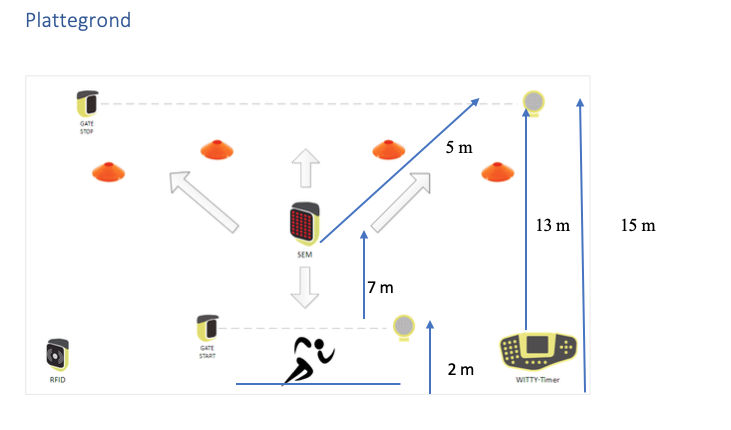 Plattegrond
GATE
STOP
5 m
13 m
15 m
SEM
7 m
GATE
START
2 m
RFID
WITTY-Timer